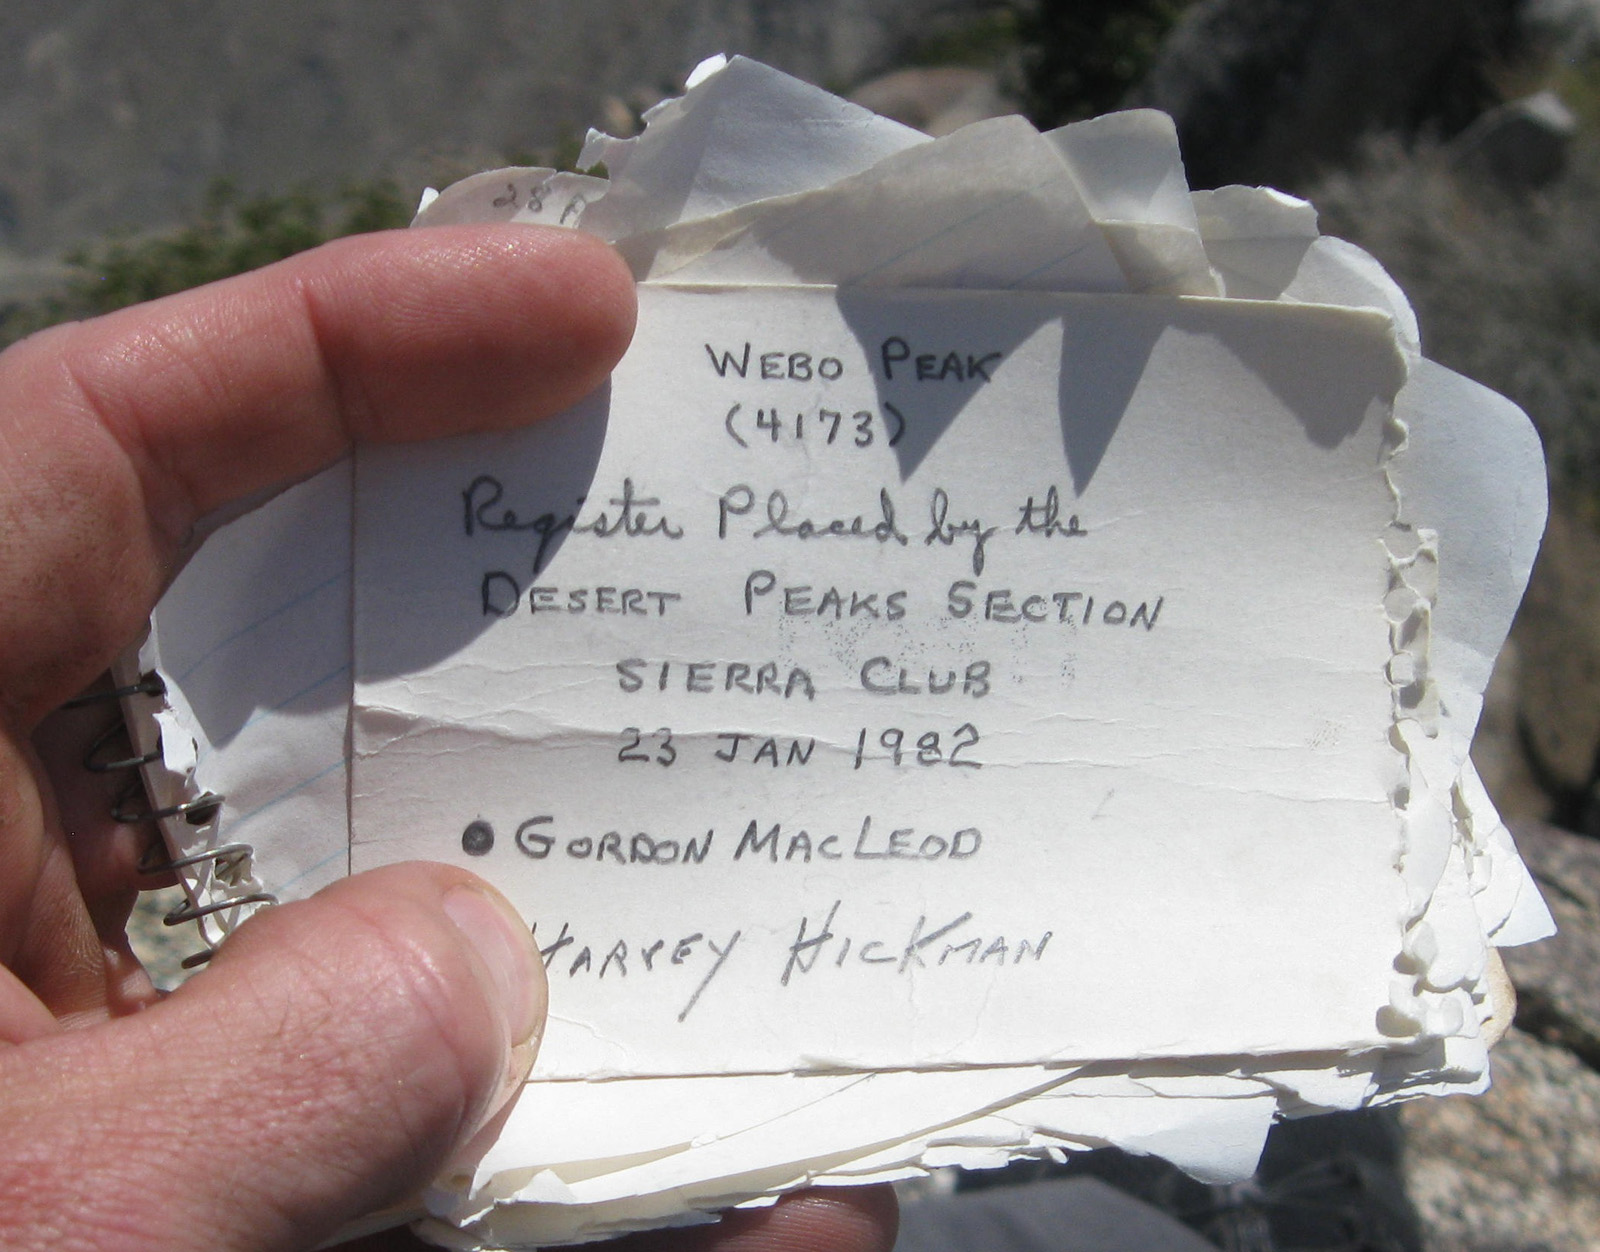 28 A
WEBO PEAK
(4173)
Register Placed by the
DESERT PEAKS SECTION
SIERRA CLUB
23 JAN 1982
● GORDON MACLEOD
HARVEY HICKMAN